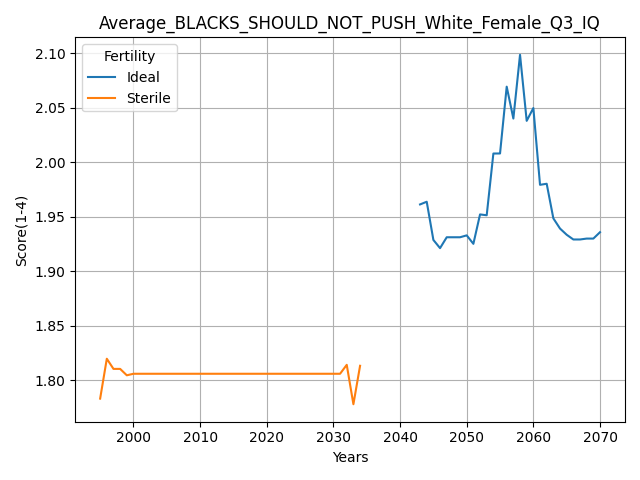 Average_BLACKS_SHOULD_NOT_PUSH_White_Female_Q3_IQ
Fertility
Ideal
Sterile
2.10
2.05
2.00
1.95
1.90
1.85
1.80
Score(1-4)
2000 2010 2020 2030 2040 2050 2060 2070
Years